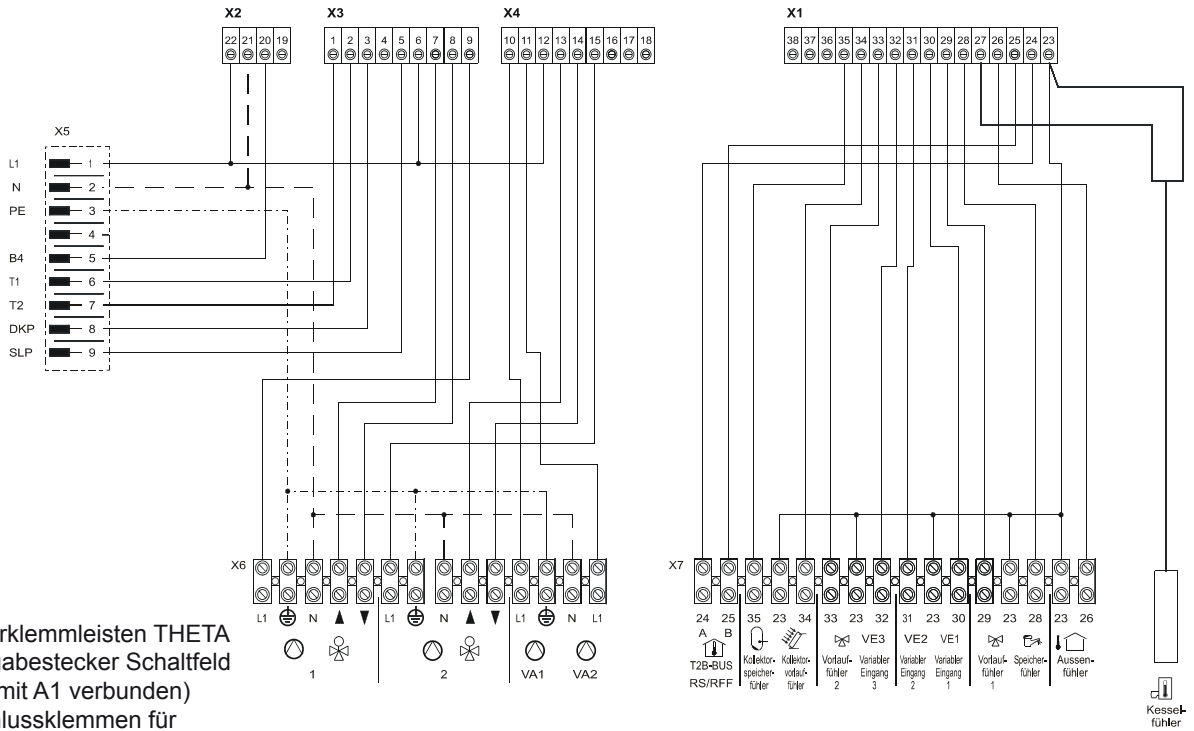 X2 X3 X4 X1
22 21 20 19 1 2 3 4 5 6 7 8 9 10 11 12 13 14 15 16 17 18 38 37 36 35 34 33 32 31 30 29 28 27 26 25 24 23
X5
L1 1
N 2
PE 3
4
B4 5
T1 6
T2 7
DKP 8
SLP 9
X6 X7
L1 N ▲ ▼ L1 N ▲ ▼ L1 N L1
24 25 35 23 34 33 23 32 31 23 30 29 23 28 23 26
A B VE3 VE2 VE1
1 2 VA1 VA2
T2B-BUS
RS/RFF
Kollektor-
speicher-
fühler
Kollektor-
vorlauf-
fühler
Vorlauf-
fühler
2
Variabler
Eingang
3
Variabler
Eingang
2
Variabler
Eingang
1
Vorlauf-
fühler
1
Speicher-
fühler
Aussen-
fühler
Kessel-
fühler
rklemmleisten THETA
gabestecker Schaltfeld
mit A1 verbunden)
hlussklemmen für